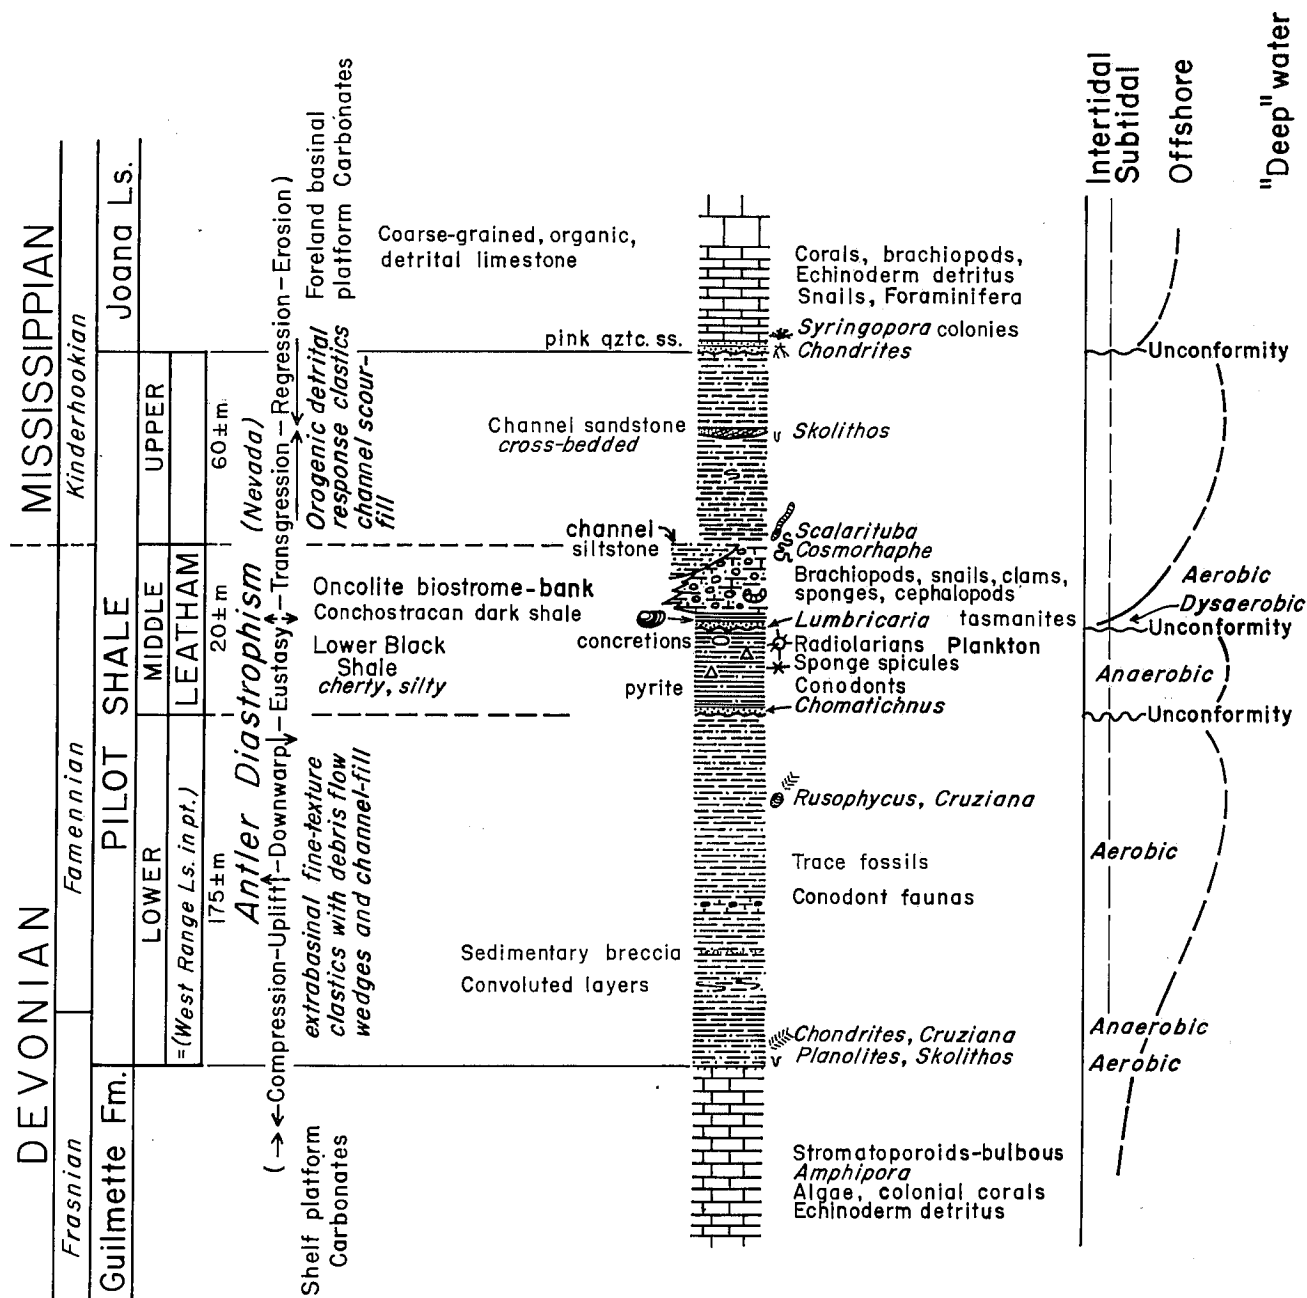 MISSISSIPPIAN
DEVONIAN
Kinderhookian
Famennian
Frasnian
Joana Ls.
PILOT SHALE
Guilmette Fm.
UPPER
MIDDLE
LOWER
LEATHAM
=(West Range Ls. in pt.)
60±m
20±m
175±m
Antler Diastrophism (Nevada)
(→←Compression-Uplift-Downwarp-Eustasy-Transgression-Regression-Erosion)
Foreland basinal
platform Carbonates
Orogenic detrital
response clastics
channel scour-
fill
extrabasinal fine-texture
clastics with debris flow
wedges and channel-fill
Shelf platform
Carbonates
Coarse-grained, organic,
detrital limestone
pink qztc. ss.
Channel sandstone
cross-bedded
channel
siltstone
Oncolite biostrome-bank
Conchostracan dark shale
concretions
Lower Black
Shale
cherty, silty
pyrite
Sedimentary breccia
Convoluted layers
Corals, brachiopods,
Echinoderm detritus
Snails, Foraminifera
Syringopora colonies
Chondrites
Skolithos
Scalarituba
Cosmorhaphe
Brachiopods, snails, clams,
sponges, cephalopods
Lumbricaria tasmanites
Radiolarians Plankton
Sponge spicules
Conodonts
Chomatichnus
Rusophycus, Cruziana
Trace fossils
Conodont faunas
Chondrites, Cruziana
Planolites, Skolithos
Stromatoporoids-bulbous
Amphipora
Algae, colonial corals
Echinoderm detritus
Intertidal
Subtidal
Offshore
"Deep" water
Unconformity
Aerobic
Dysaerobic
Unconformity
Anaerobic
Unconformity
Aerobic
Anaerobic
Aerobic